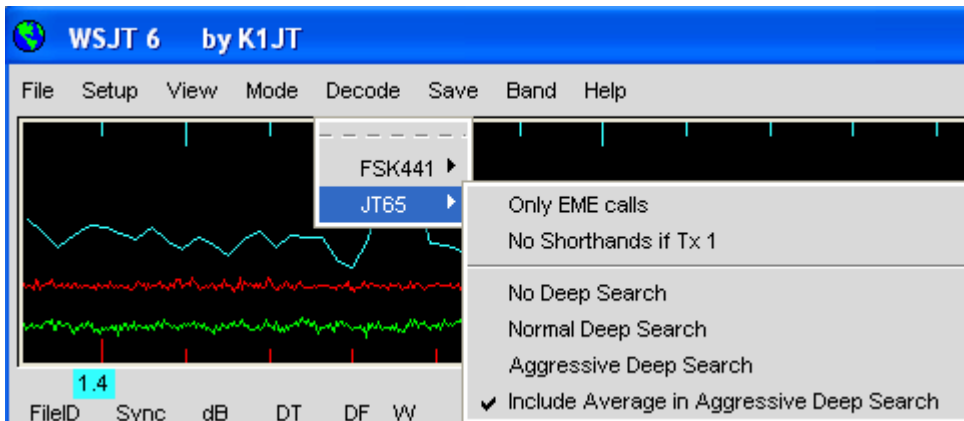 WSJT 6 by K1JT
File Setup View Mode Decode Save Band Help
FSK441
JT65
Only EME calls
No Shorthands if Tx 1
No Deep Search
Normal Deep Search
Aggressive Deep Search
Include Average in Aggressive Deep Search
1.4
FileID Sync dB DT DF W